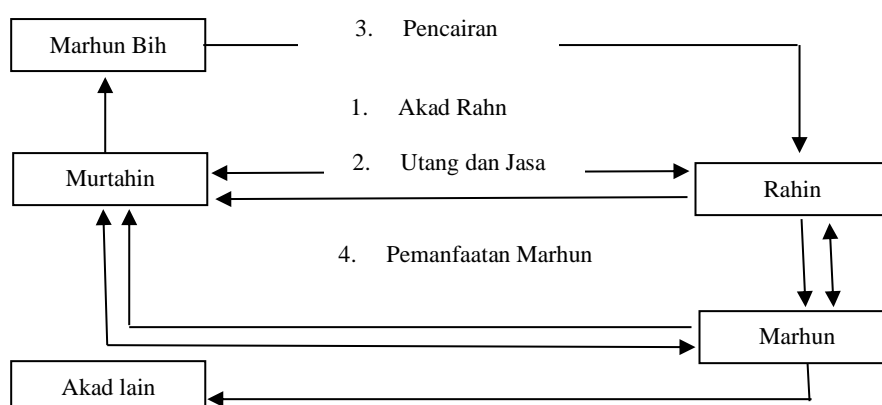 3. Pencairan
Marhun Bih
1. Akad Rahn
2. Utang dan Jasa
Murtahin
Rahin
4. Pemanfaatan Marhun
Marhun
Akad lain